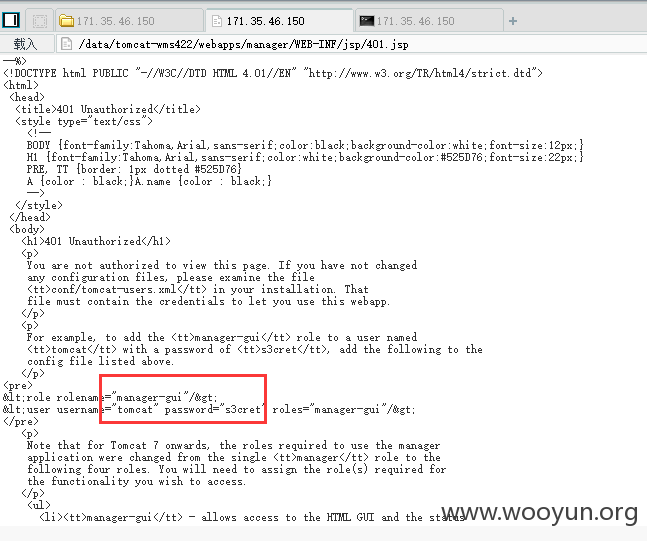 171.35.46.150
171.35.46.150
171.35.46.150
载入
/data/tomcat-wms422/webapps/manager/WEB-INF/jsp/401.jsp
--%>
<!DOCTYPE html PUBLIC "-//W3C//DTD HTML 4.01//EN" "http://www.w3.org/TR/html4/strict.dtd">
<html>
<head>
<title>401 Unauthorized</title>
<style type="text/css">
<!--
BODY {font-family:Tahoma,Arial,sans-serif;color:black;background-color:white;font-size:12px;}
H1 {font-family:Tahoma,Arial,sans-serif;color:white;background-color:#525D76;font-size:22px;}
PRE, TT {border: 1px dotted #525D76}
A {color : black;}A.name {color : black;}
-->
</style>
</head>
<body>
<h1>401 Unauthorized</h1>
<p>
You are not authorized to view this page. If you have not changed
any configuration files, please examine the file
<tt>conf/tomcat-users.xml</tt> in your installation. That
file must contain the credentials to let you use this webapp.
</p>
<p>
For example, to add the <tt>manager-gui</tt> role to a user named
<tt>tomcat</tt> with a password of <tt>s3cret</tt>, add the following to the
config file listed above.
</p>
<pre>
&lt;role rolename="manager-gui"/&gt;
&lt;user username="tomcat" password="s3cret" roles="manager-gui"/&gt;
</pre>
<p>
Note that for Tomcat 7 onwards, the roles required to use the manager
application were changed from the single <tt>manager</tt> role to the
following four roles. You will need to assign the role(s) required for
the functionality you wish to access.
</p>
<ul>
<li><tt>manager-gui</tt> - allows access to the HTML GUI and the status
www.wooyun.org